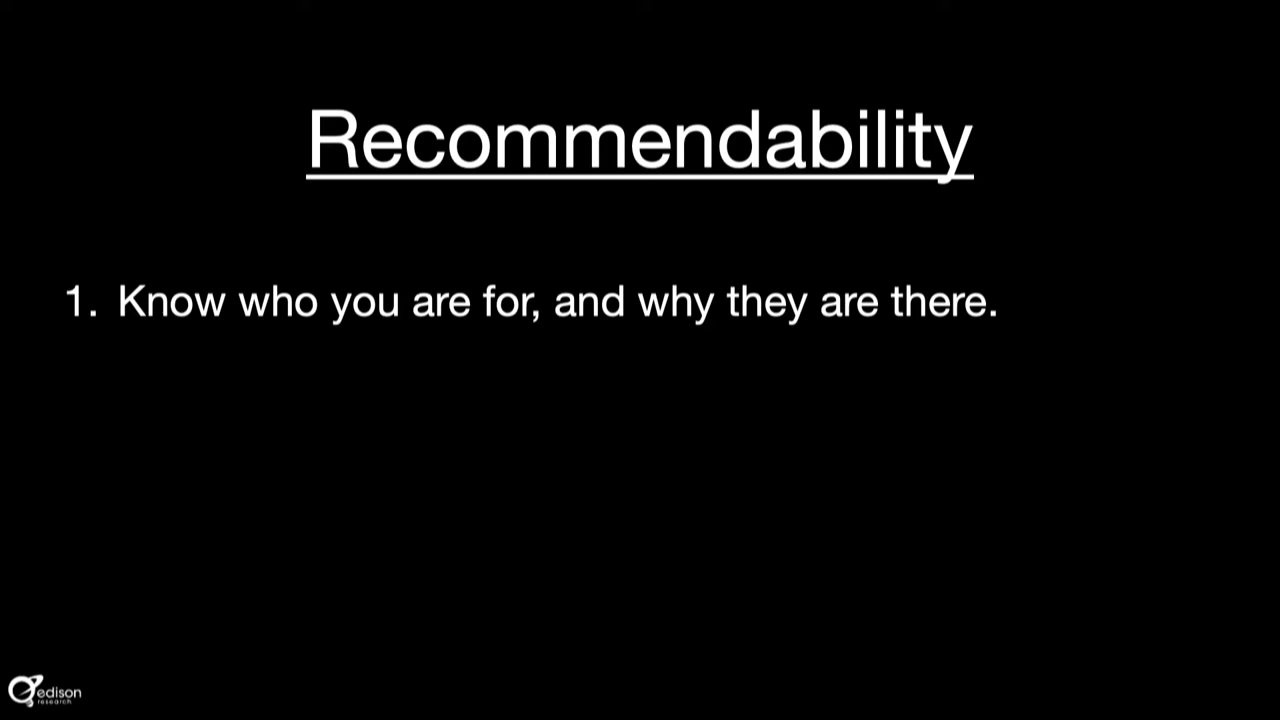 Recommendability
1. Know who you are for, and why they are there.
edison
research